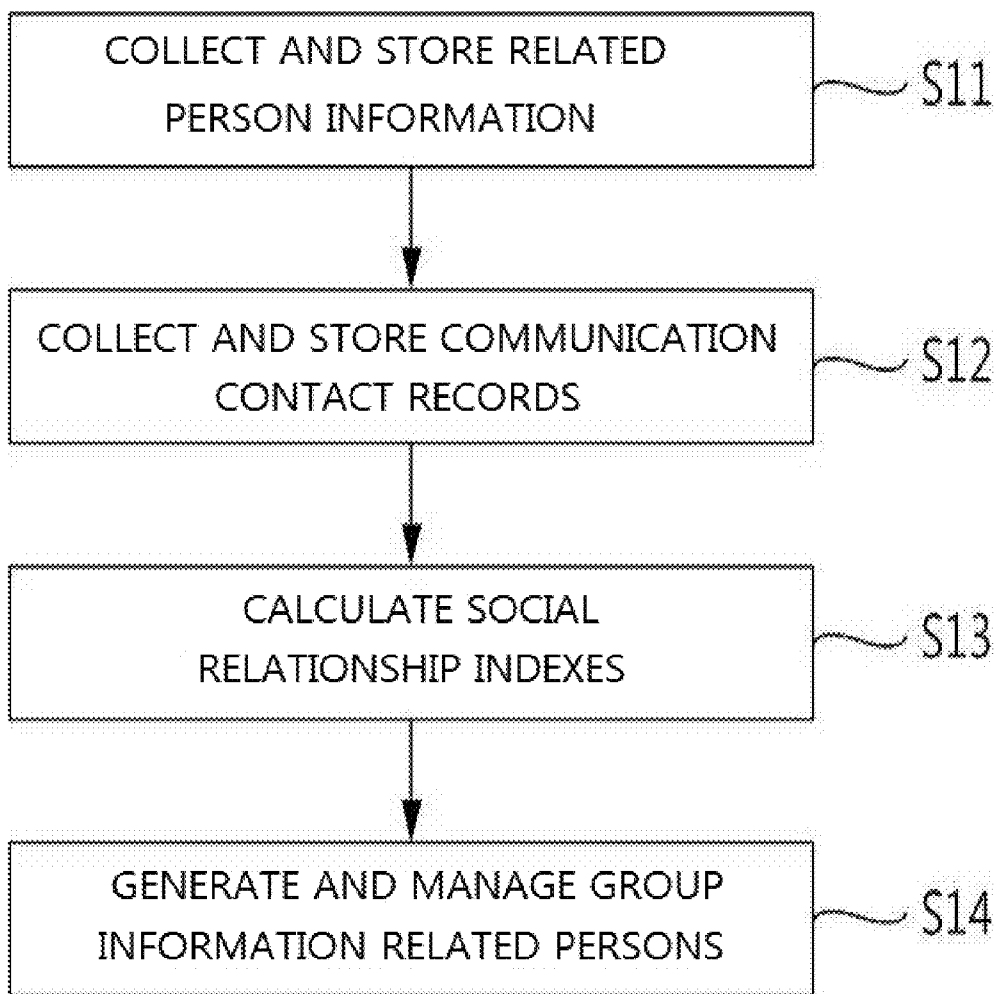 COLLECT AND STORE RELATED
PERSON INFORMATION
S11
COLLECT AND STORE COMMUNICATION
CONTACT RECORDS
S12
CALCULATE SOCIAL
RELATIONSHIP INDEXES
S13
GENERATE AND MANAGE GROUP
INFORMATION RELATED PERSONS
S14